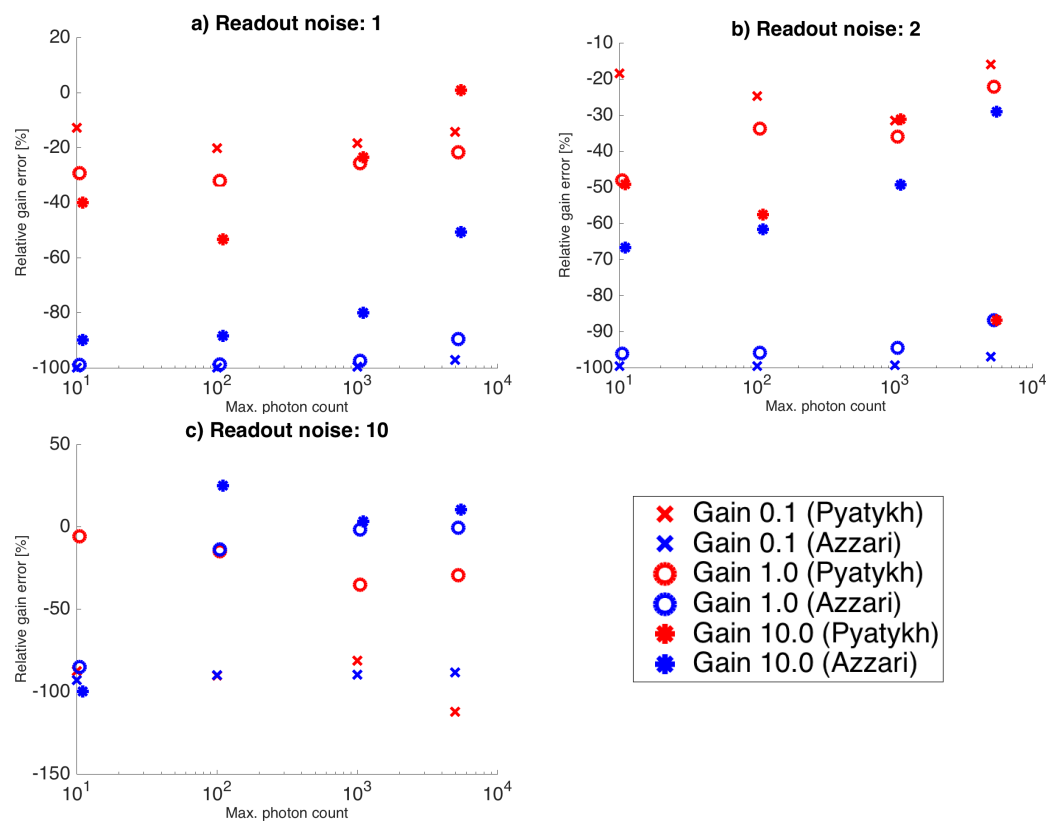 a) Readout noise: 1
20
0
-20
-40
-60
-80
-100
Relative gain error [%]
10^1
10^2
10^3
10^4
Max. photon count
b) Readout noise: 2
-10
-20
-30
-40
-50
-60
-70
-80
-90
-100
Relative gain error [%]
10^1
10^2
10^3
10^4
Max. photon count
c) Readout noise: 10
50
0
-50
-100
-150
Relative gain error [%]
10^1
10^2
10^3
10^4
Max. photon count
Gain 0.1 (Pyatykh)
Gain 0.1 (Azzari)
Gain 1.0 (Pyatykh)
Gain 1.0 (Azzari)
Gain 10.0 (Pyatykh)
Gain 10.0 (Azzari)